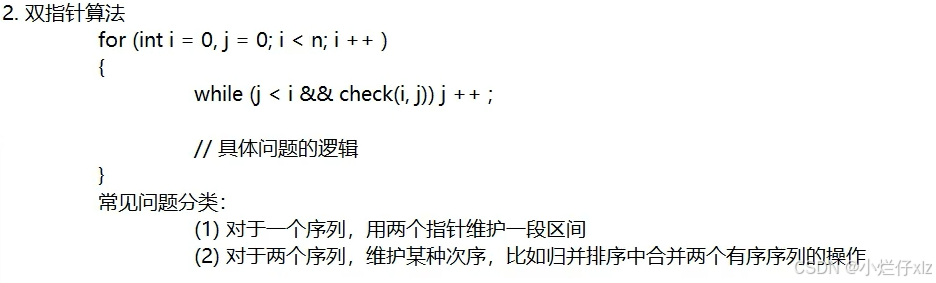 2. 双指针算法
for (int i = 0, j = 0; i < n; i ++ )
{
while (j < i && check(i, j)) j ++ ;
// 具体问题的逻辑
}
常见问题分类：
(1) 对于一个序列，用两个指针维护一段区间
(2) 对于两个序列，维护某种次序，比如归并排序中合并两个有序序列的操作
CSDN @小烂仔xlz